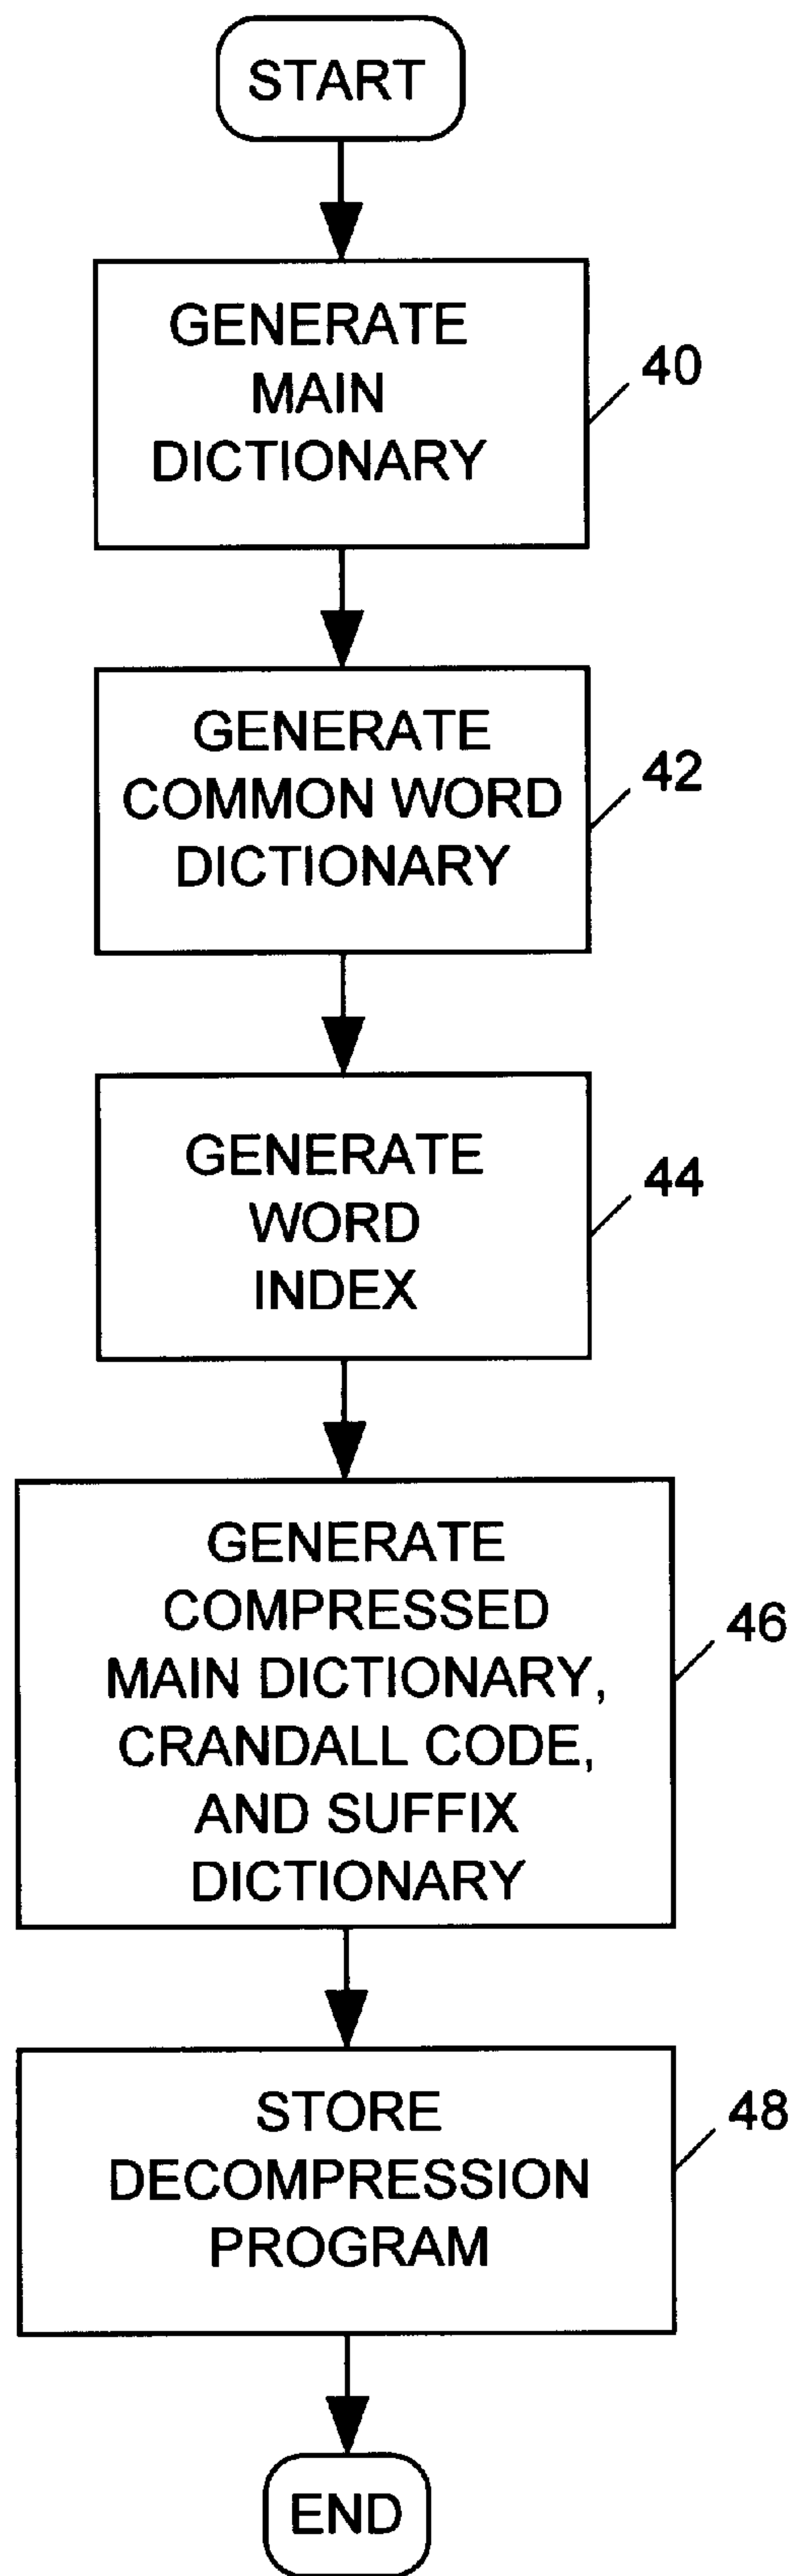 START
GENERATE
MAIN
DICTIONARY
40
GENERATE
COMMON WORD
DICTIONARY
42
GENERATE
WORD
INDEX
44
GENERATE
COMPRESSED
MAIN DICTIONARY,
CRANDALL CODE,
AND SUFFIX
DICTIONARY
46
STORE
DECOMPRESSION
PROGRAM
48
END